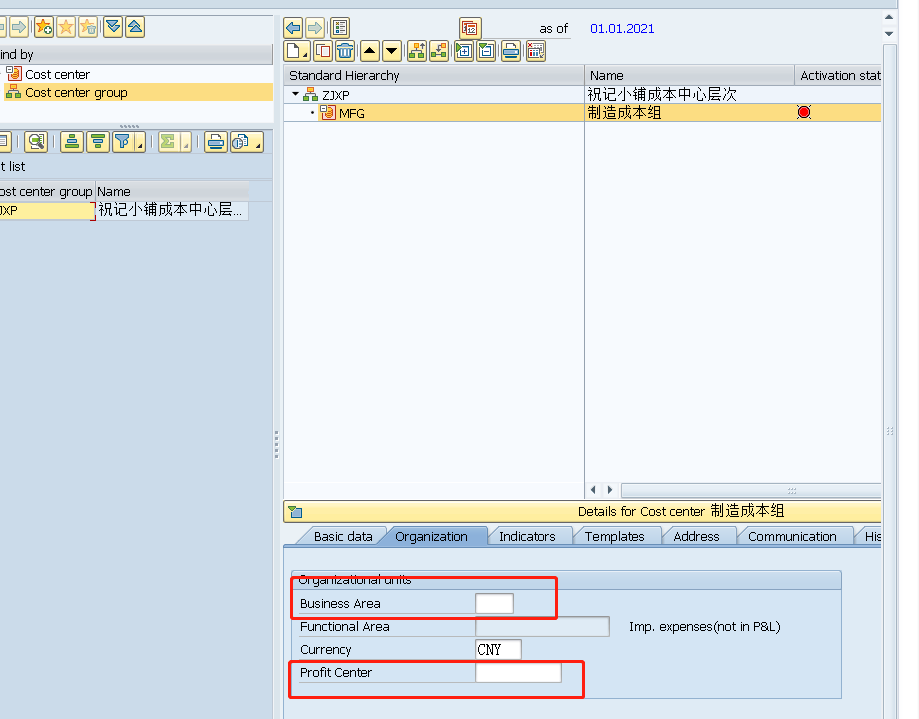 as of 01.01.2021
ind by
Cost center
Cost center group
t list
ost center group Name
JXP 祝记小铺成本中心层...
Standard Hierarchy Name Activation stat
ZJXP 祝记小铺成本中心层次
MFG 制造成本组
Details for Cost center 制造成本组
Basic data Organization Indicators Templates Address Communication His
Organizational units
Business Area
Functional Area Imp. expenses(not in P&L)
Currency CNY
Profit Center